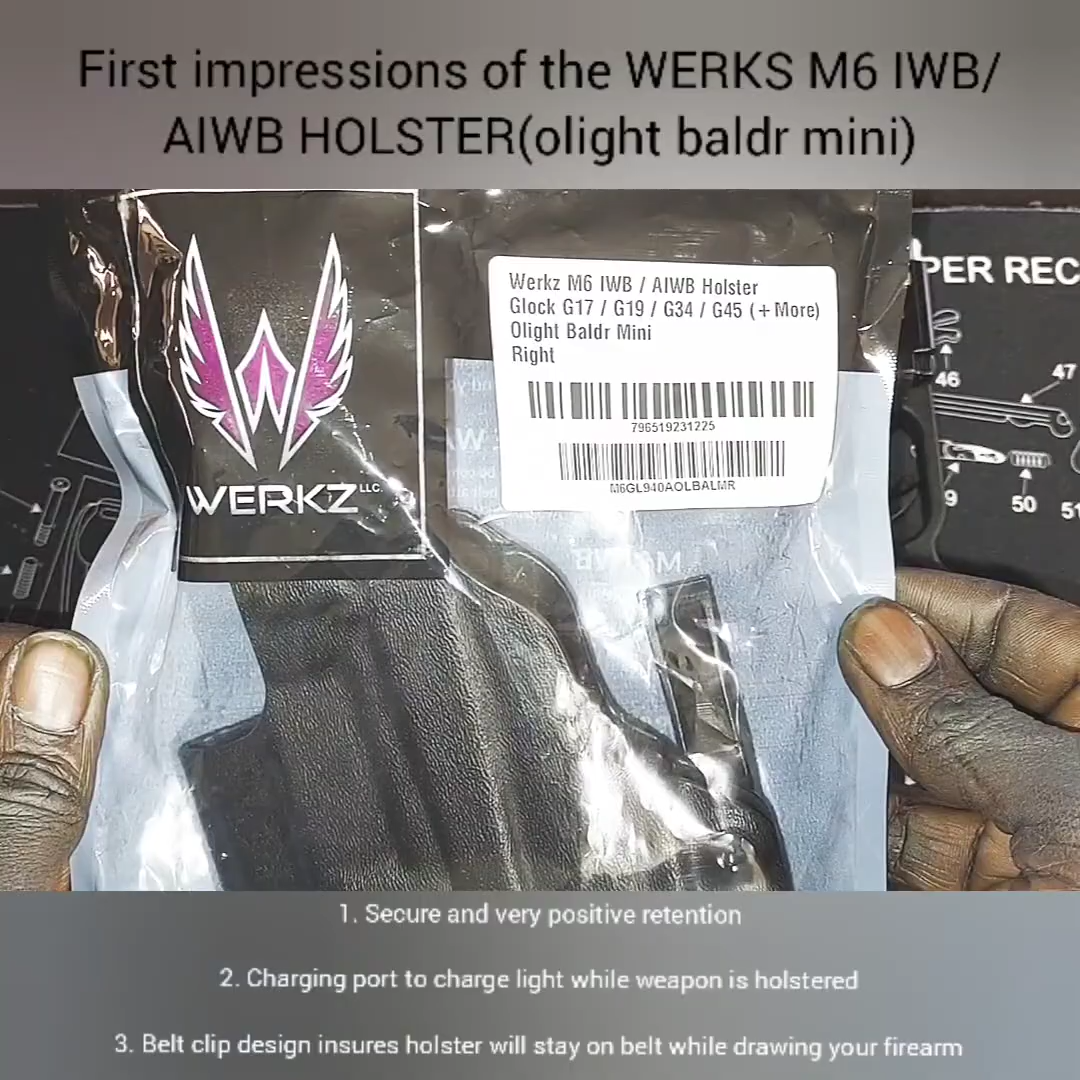 First impressions of the WERKS M6 IWB/
AIWB HOLSTER(olight baldr mini)
WERKZ LLC.
Werkz M6 IWB / AIWB Holster
Glock G17 / G19 / G34 / G45 (+More)
Olight Baldr Mini
Right
796519231225
M6GL940AOLBALMR
PER REC
46
47
9
50
51
1. Secure and very positive retention
2. Charging port to charge light while weapon is holstered
3. Belt clip design insures holster will stay on belt while drawing your firearm